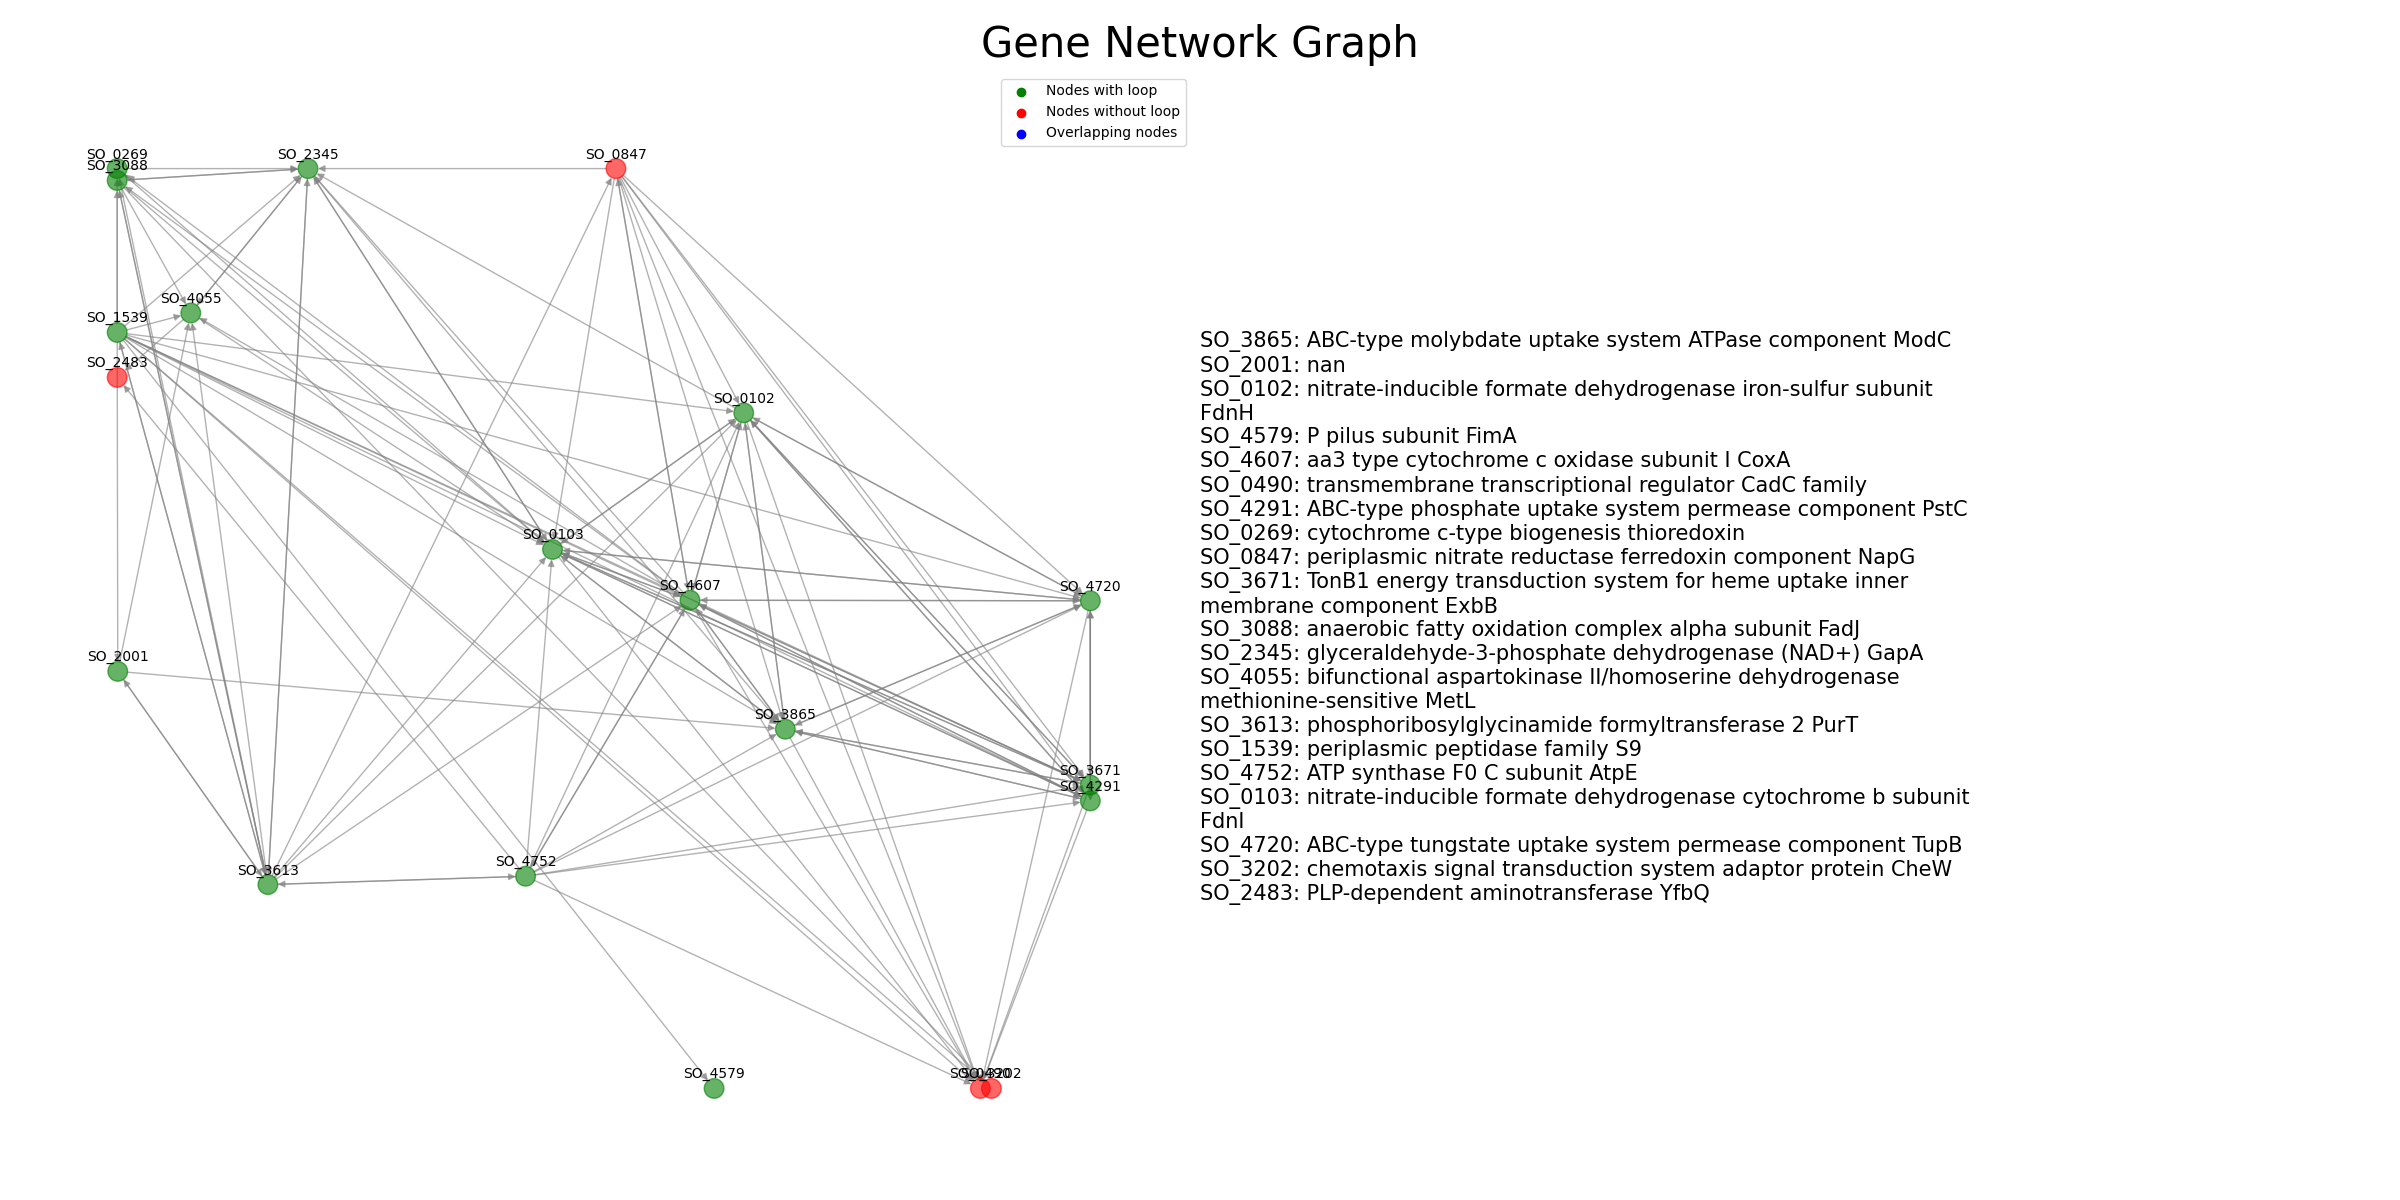 Gene Network Graph
Nodes with loop
Nodes without loop
Overlapping nodes
SO_0269
SO_3088
SO_2345
SO_0847
SO_4055
SO_1539
SO_2483
SO_0102
SO_0103
SO_4607
SO_4720
SO_2001
SO_3865
SO_3671
SO_4291
SO_3613
SO_4752
SO_4579
SO_0490
SO_3202
SO_3865: ABC-type molybdate uptake system ATPase component ModC
SO_2001: nan
SO_0102: nitrate-inducible formate dehydrogenase iron-sulfur subunit
FdnH
SO_4579: P pilus subunit FimA
SO_4607: aa3 type cytochrome c oxidase subunit I CoxA
SO_0490: transmembrane transcriptional regulator CadC family
SO_4291: ABC-type phosphate uptake system permease component PstC
SO_0269: cytochrome c-type biogenesis thioredoxin
SO_0847: periplasmic nitrate reductase ferredoxin component NapG
SO_3671: TonB1 energy transduction system for heme uptake inner
membrane component ExbB
SO_3088: anaerobic fatty oxidation complex alpha subunit FadJ
SO_2345: glyceraldehyde-3-phosphate dehydrogenase (NAD+) GapA
SO_4055: bifunctional aspartokinase II/homoserine dehydrogenase
methionine-sensitive MetL
SO_3613: phosphoribosylglycinamide formyltransferase 2 PurT
SO_1539: periplasmic peptidase family S9
SO_4752: ATP synthase F0 C subunit AtpE
SO_0103: nitrate-inducible formate dehydrogenase cytochrome b subunit
FdnI
SO_4720: ABC-type tungstate uptake system permease component TupB
SO_3202: chemotaxis signal transduction system adaptor protein CheW
SO_2483: PLP-dependent aminotransferase YfbQ